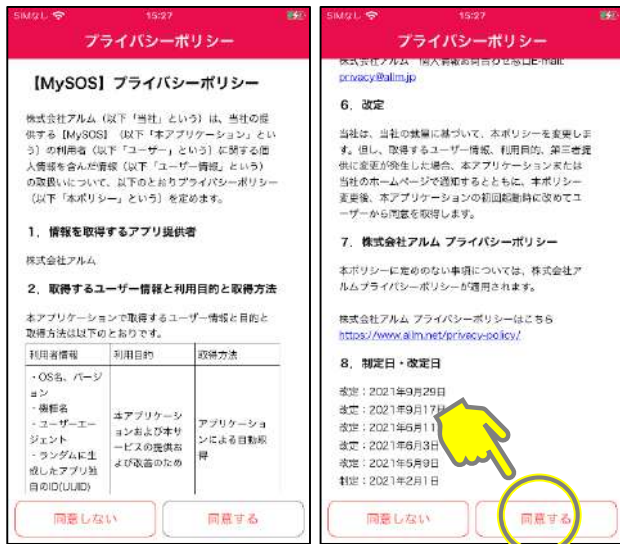 SIMなし 15:27
プライバシーポリシー
【MySOS】プライバシーポリシー
株式会社アルム（以下「当社」という）は、当社の提
供する【MySOS】（以下「本アプリケーション」とい
う）の利用者（以下「ユーザー」という）に関する個
人情報を含んだ情報（以下「ユーザー情報」という）
の取扱いについて、以下のとおりプライバシーポリシー
（以下「本ポリシー」という）を定めます。
1．情報を取得するアプリ提供者
株式会社アルム
2．取得するユーザー情報と利用目的と取得方法
本アプリケーションで取得するユーザー情報と目的と
取得方法は以下のとおりです。
利用者情報 利用目的 取得方法
・OS名、バージ
ョン
・機種名
・ユーザーエー
ジェント
・ランダムに生
成したアプリ独
自のID(UUID)
本アプリケーシ
ョンおよび本サ
ービスの提供お
よび改善のため
アプリケーショ
ンによる自動取
得
同意しない 同意する
SIMなし 15:27
プライバシーポリシー
株式会社アルム 個人情報お問合わせ窓口E-mail:
privacy@allm.jp
6．改定
当社は、当社の裁量に基づいて、本ポリシーを変更しま
す。但し、取得するユーザー情報、利用目的、第三者提
供に変更が発生した場合、本アプリケーションまたは
当社のホームページで通知するとともに、本ポリシー
変更後、本アプリケーションの初回起動時に改めてユ
ーザーから同意を取得します。
7．株式会社アルム プライバシーポリシー
本ポリシーに定めのない事項については、株式会社ア
ルムプライバシーポリシーが適用されます。
株式会社アルム プライバシーポリシーはこちら
https://www.allm.net/privacy-policy/
8．制定日・改定日
改定：2021年9月29日
改定：2021年9月17日
改定：2021年6月11
改定：2021年6月3日
改定：2021年5月9日
制定：2021年2月1日
同意しない 同意する